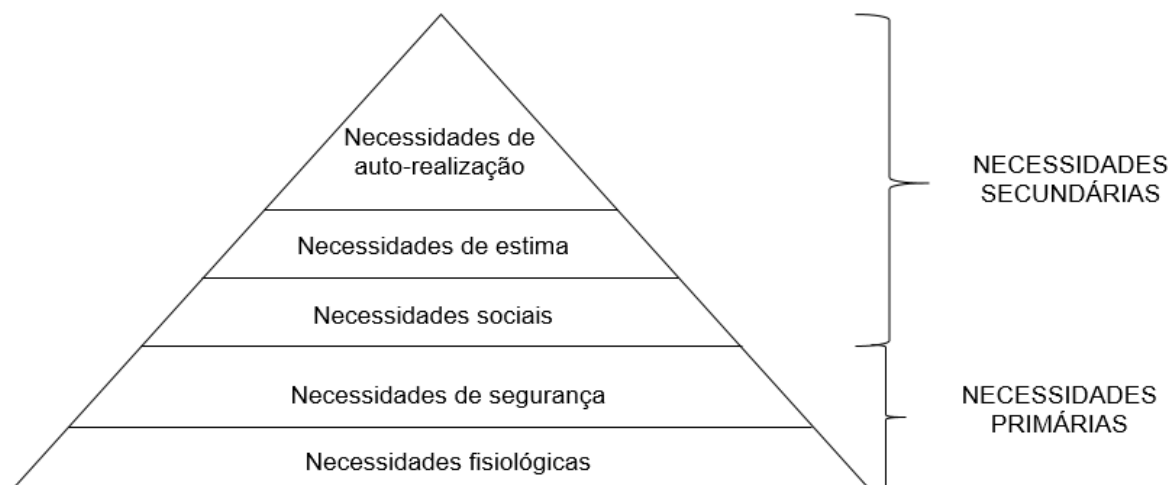 Necessidades de
auto-realização
NECESSIDADES
SECUNDÁRIAS
Necessidades de estima
Necessidades sociais
Necessidades de segurança
NECESSIDADES
PRIMÁRIAS
Necessidades fisiológicas